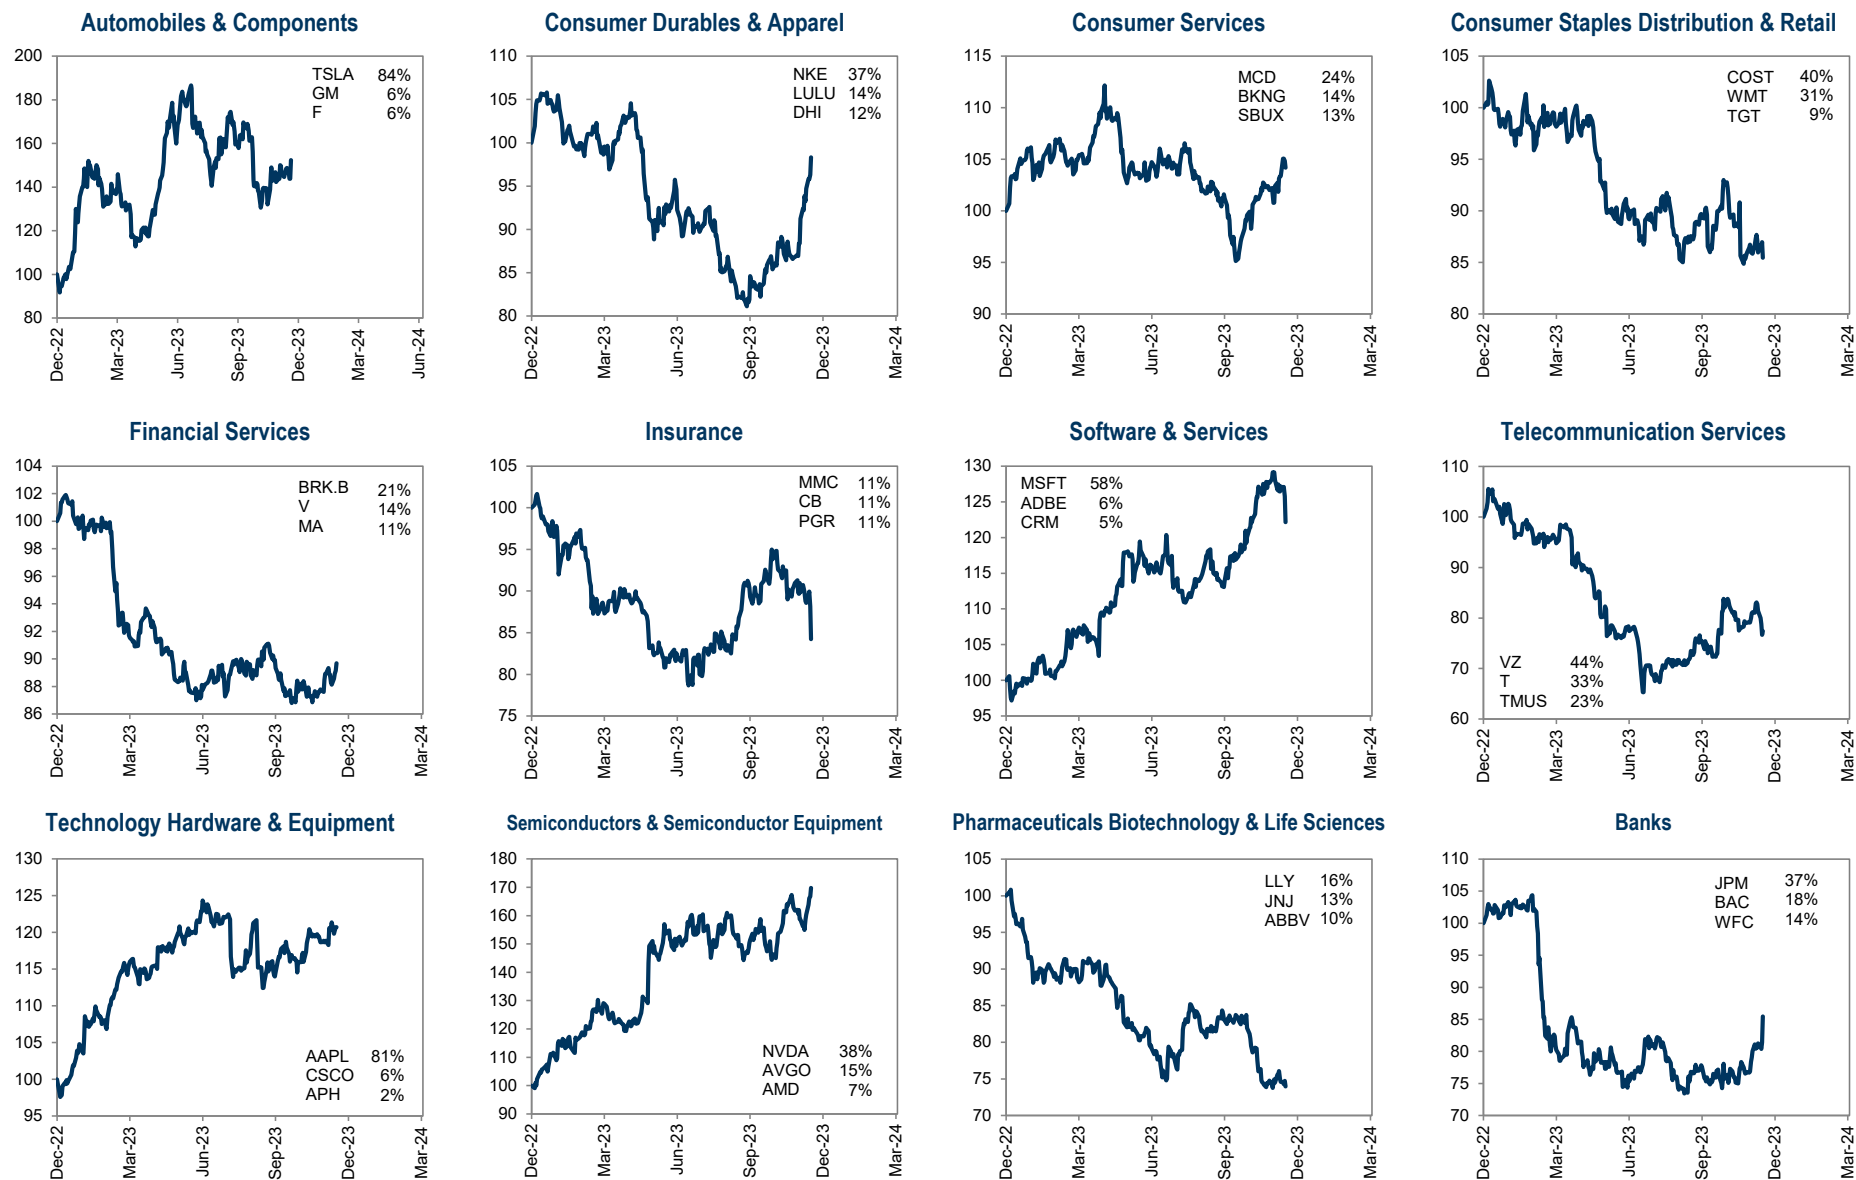 Automobiles & Components
200
180
160
140
120
100
80
TSLA 84%
GM 6%
F 6%
Dec-22
Mar-23
Jun-23
Sep-23
Dec-23
Mar-24
Jun-24
Consumer Durables & Apparel
110
105
100
95
90
85
80
NKE 37%
LULU 14%
DHI 12%
Dec-22
Mar-23
Jun-23
Sep-23
Dec-23
Mar-24
Consumer Services
115
110
105
100
95
90
MCD 24%
BKNG 14%
SBUX 13%
Dec-22
Mar-23
Jun-23
Sep-23
Dec-23
Mar-24
Consumer Staples Distribution & Retail
105
100
95
90
85
80
COST 40%
WMT 31%
TGT 9%
Dec-22
Mar-23
Jun-23
Sep-23
Dec-23
Mar-24
Financial Services
104
102
100
98
96
94
92
90
88
86
BRK.B 21%
V 14%
MA 11%
Dec-22
Mar-23
Jun-23
Sep-23
Dec-23
Mar-24
Insurance
105
100
95
90
85
80
75
MMC 11%
CB 11%
PGR 11%
Dec-22
Mar-23
Jun-23
Sep-23
Dec-23
Mar-24
Software & Services
130
125
120
115
110
105
100
95
MSFT 58%
ADBE 6%
CRM 5%
Dec-22
Mar-23
Jun-23
Sep-23
Dec-23
Mar-24
Telecommunication Services
110
100
90
80
70
60
VZ 44%
T 33%
TMUS 23%
Dec-22
Mar-23
Jun-23
Sep-23
Dec-23
Mar-24
Technology Hardware & Equipment
130
125
120
115
110
105
100
95
AAPL 81%
CSCO 6%
APH 2%
Dec-22
Mar-23
Jun-23
Sep-23
Dec-23
Mar-24
Semiconductors & Semiconductor Equipment
180
170
160
150
140
130
120
110
100
90
NVDA 38%
AVGO 15%
AMD 7%
Dec-22
Mar-23
Jun-23
Sep-23
Dec-23
Mar-24
Pharmaceuticals Biotechnology & Life Sciences
105
100
95
90
85
80
75
70
LLY 16%
JNJ 13%
ABBV 10%
Dec-22
Mar-23
Jun-23
Sep-23
Dec-23
Mar-24
Banks
110
105
100
95
90
85
80
75
70
JPM 37%
BAC 18%
WFC 14%
Dec-22
Mar-23
Jun-23
Sep-23
Dec-23
Mar-24